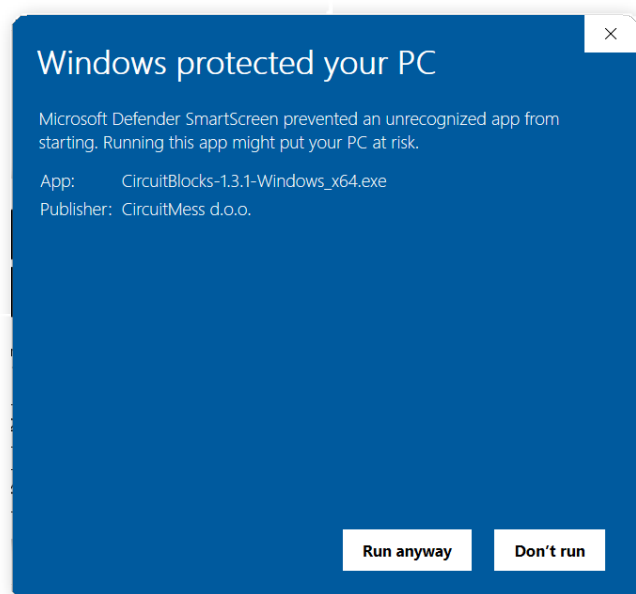 Windows protected your PC
Microsoft Defender SmartScreen prevented an unrecognized app from
starting. Running this app might put your PC at risk.
App: CircuitBlocks-1.3.1-Windows_x64.exe
Publisher: CircuitMess d.o.o.
Run anyway Don't run